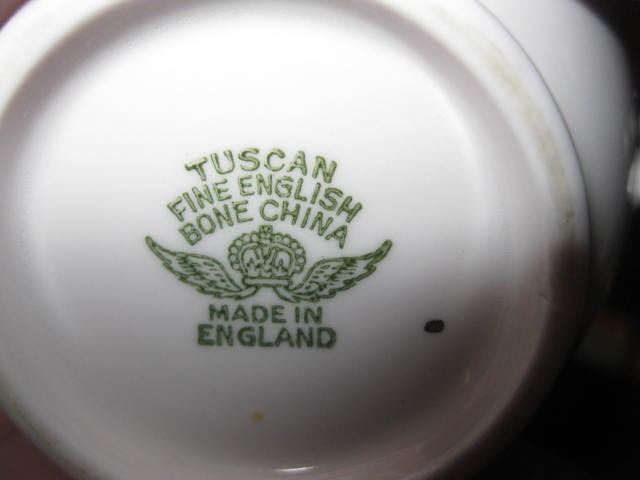 TUSCAN
FINE ENGLISH
BONE CHINA
MADE IN
ENGLAND